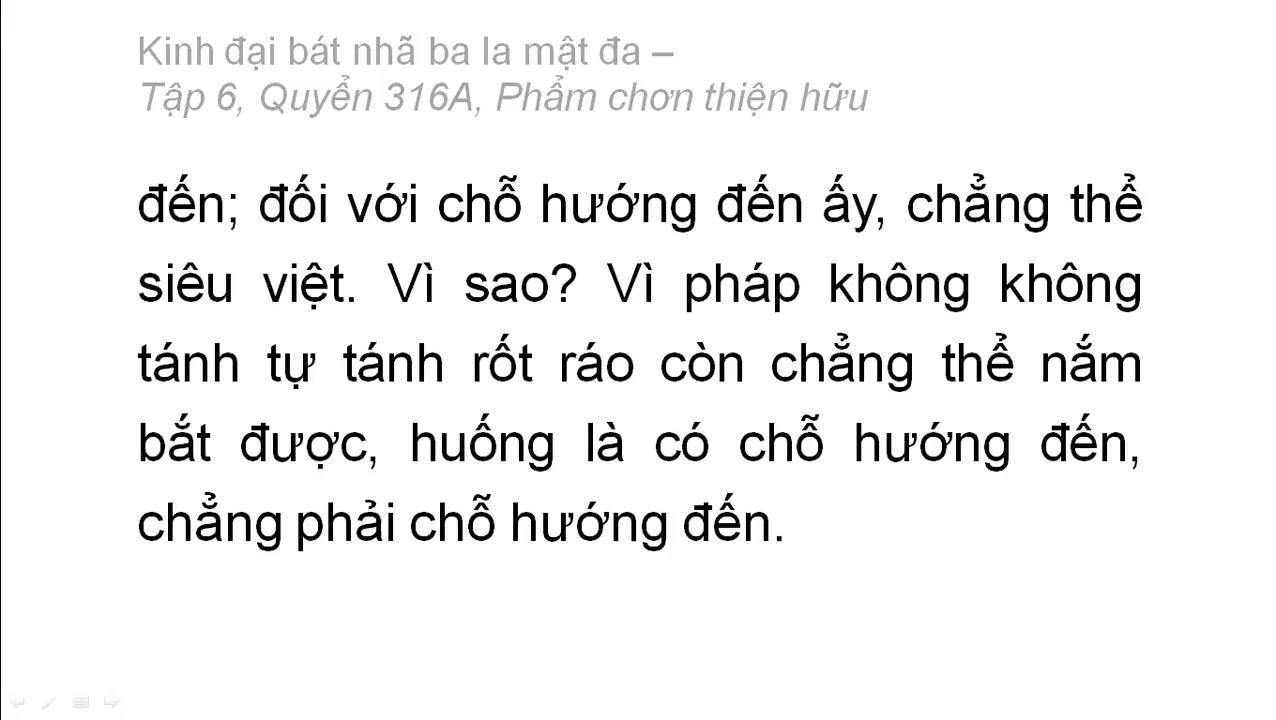 Kinh đại bát nhã ba la mật đa –
Tập 6, Quyển 316A, Phẩm chơn thiện hữu
đến; đối với chỗ hướng đến ấy, chẳng thể
siêu việt. Vì sao? Vì pháp không không
tánh tự tánh rốt ráo còn chẳng thể nắm
bắt được, huống là có chỗ hướng đến,
chẳng phải chỗ hướng đến.